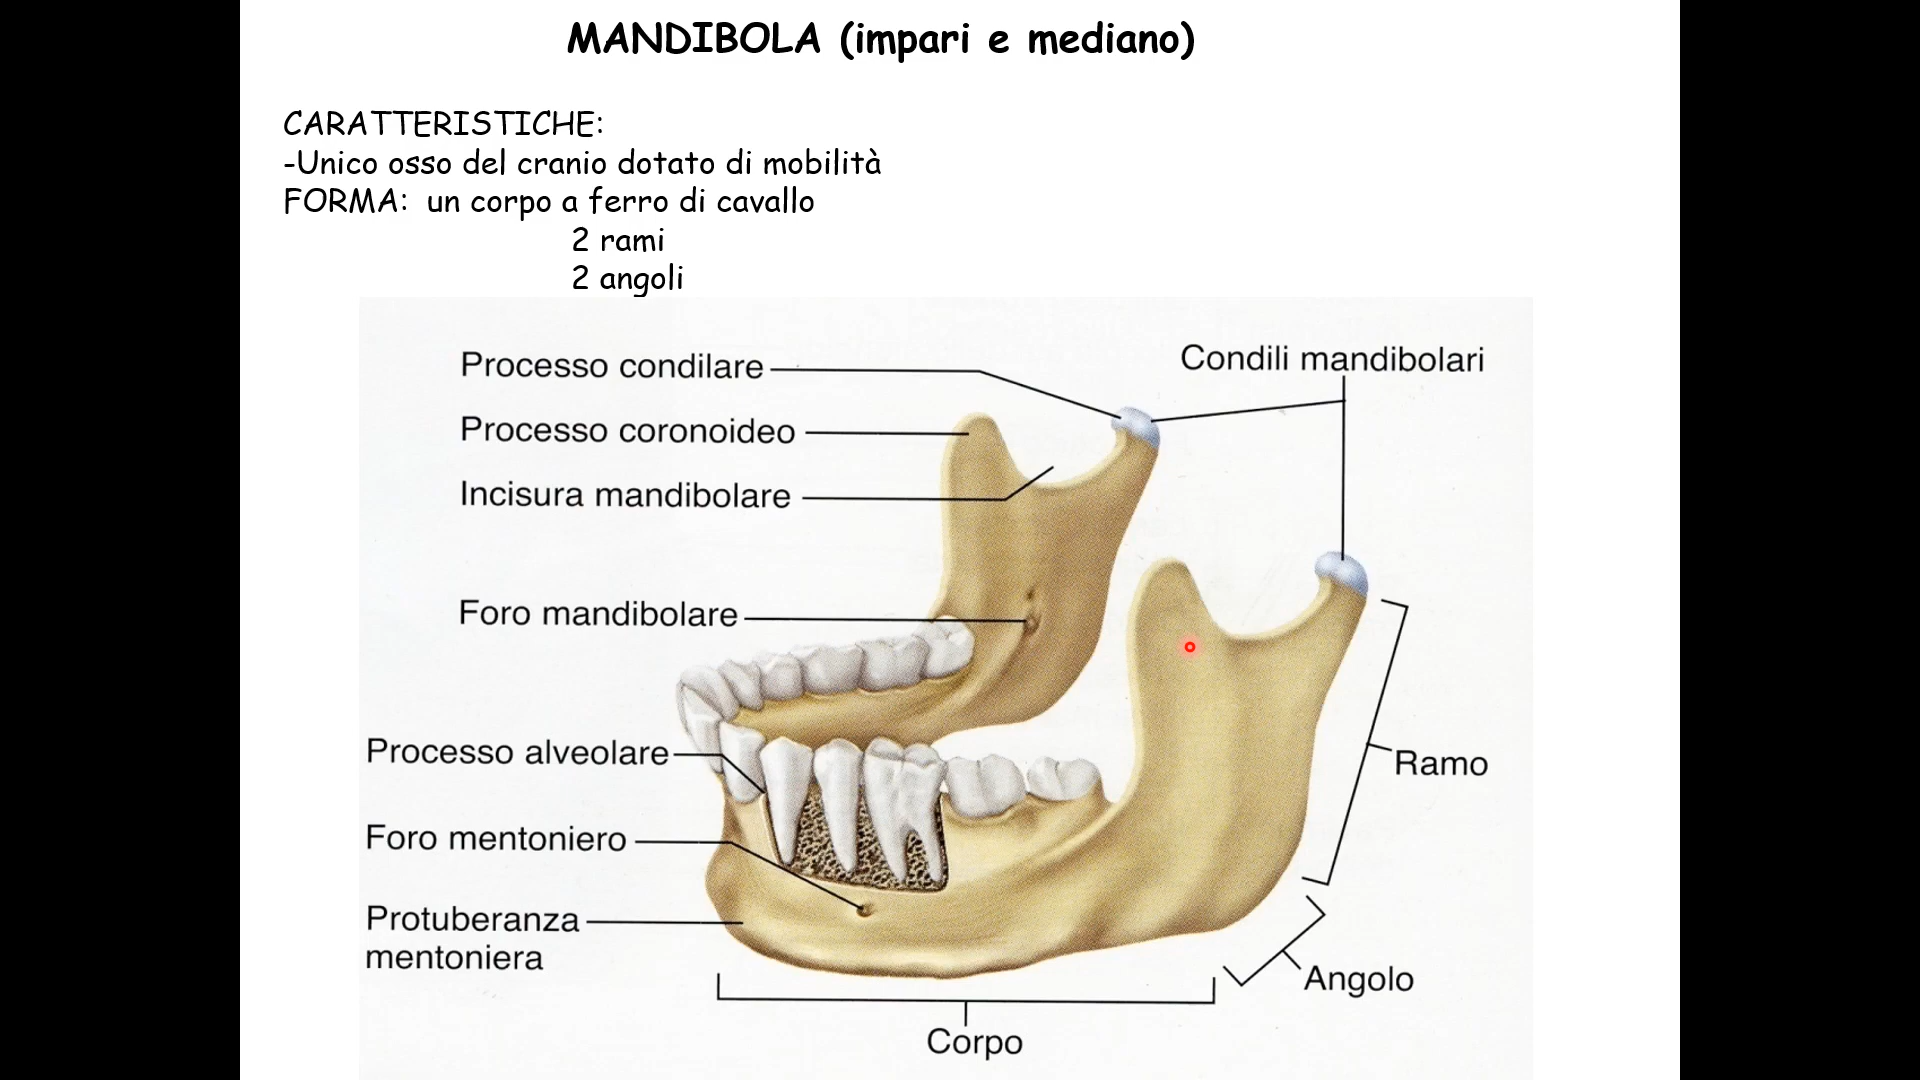 MANDIBOLA (impari e mediano)
CARATTERISTICHE:
-Unico osso del cranio dotato di mobilità
FORMA: un corpo a ferro di cavallo
2 rami
2 angoli
Processo condilare
Condili mandibolari
Processo coronoideo
Incisura mandibolare
Foro mandibolare
Processo alveolare
Ramo
Foro mentoniero
Protuberanza
mentoniera
Angolo
Corpo